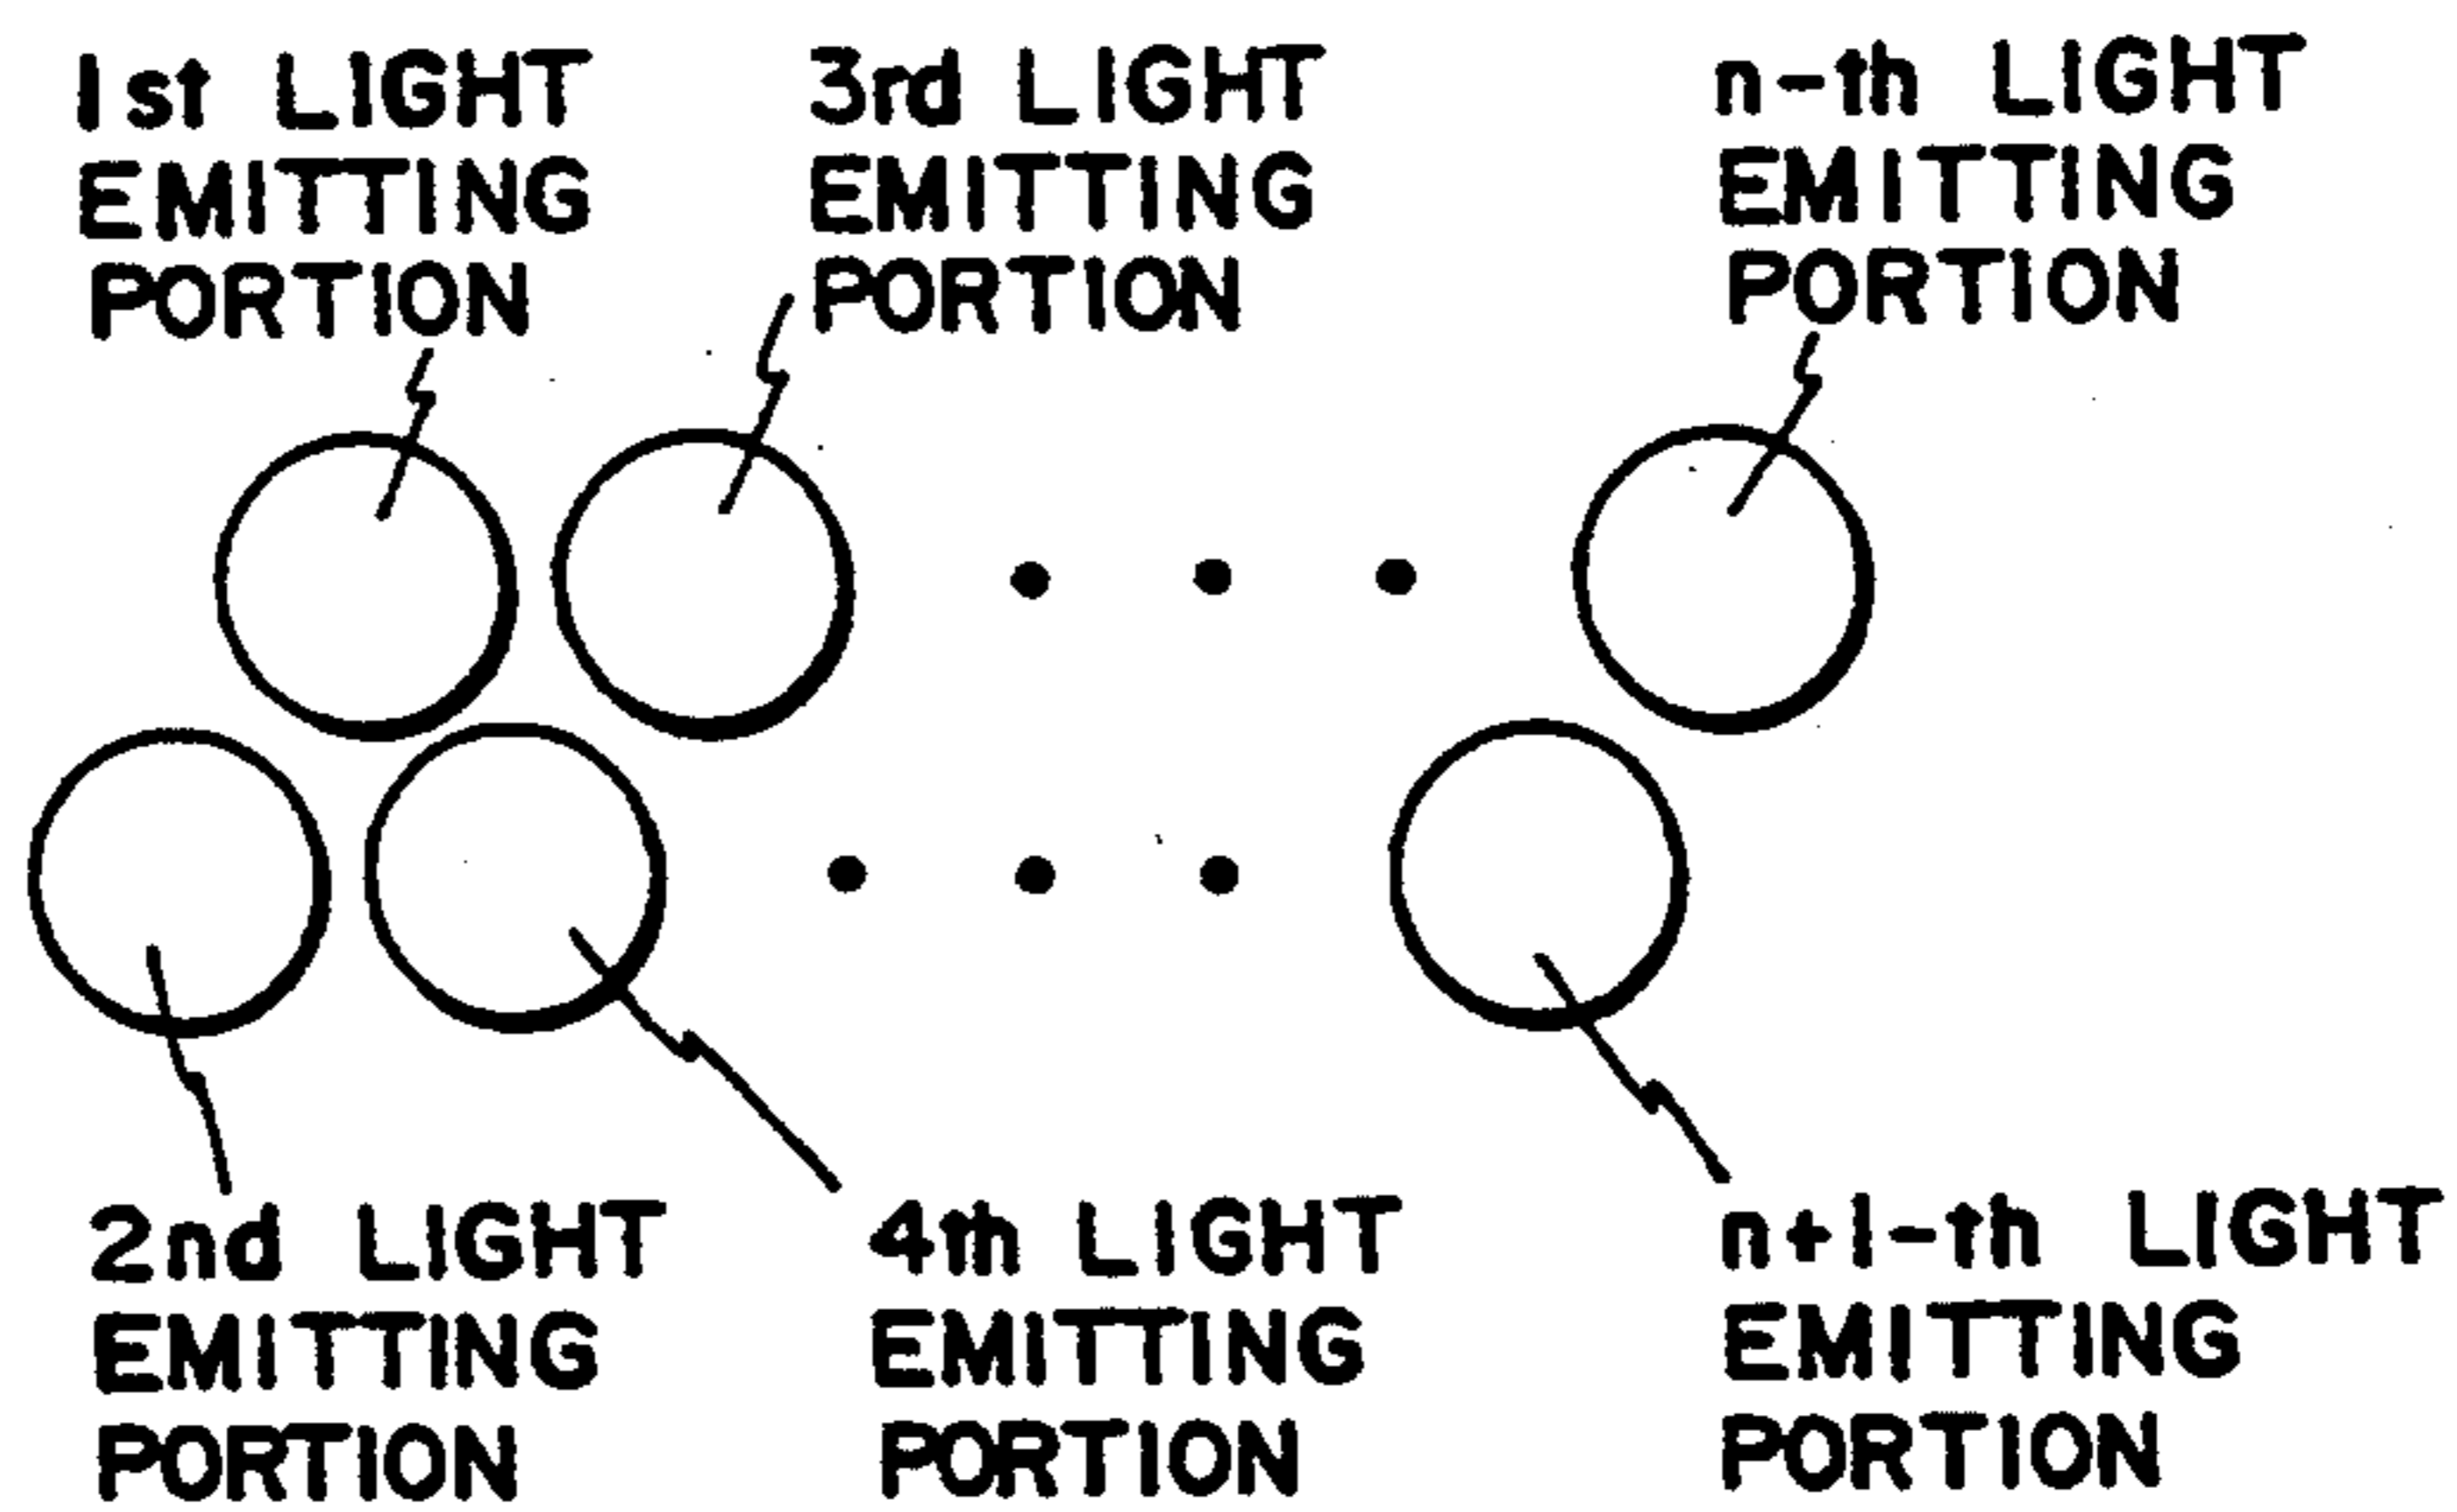 1st LIGHT
EMITTING
PORTION
3rd LIGHT
EMITTING
PORTION
n-th LIGHT
EMITTING
PORTION
2nd LIGHT
EMITTING
PORTION
4th LIGHT
EMITTING
PORTION
n+1-th LIGHT
EMITTING
PORTION